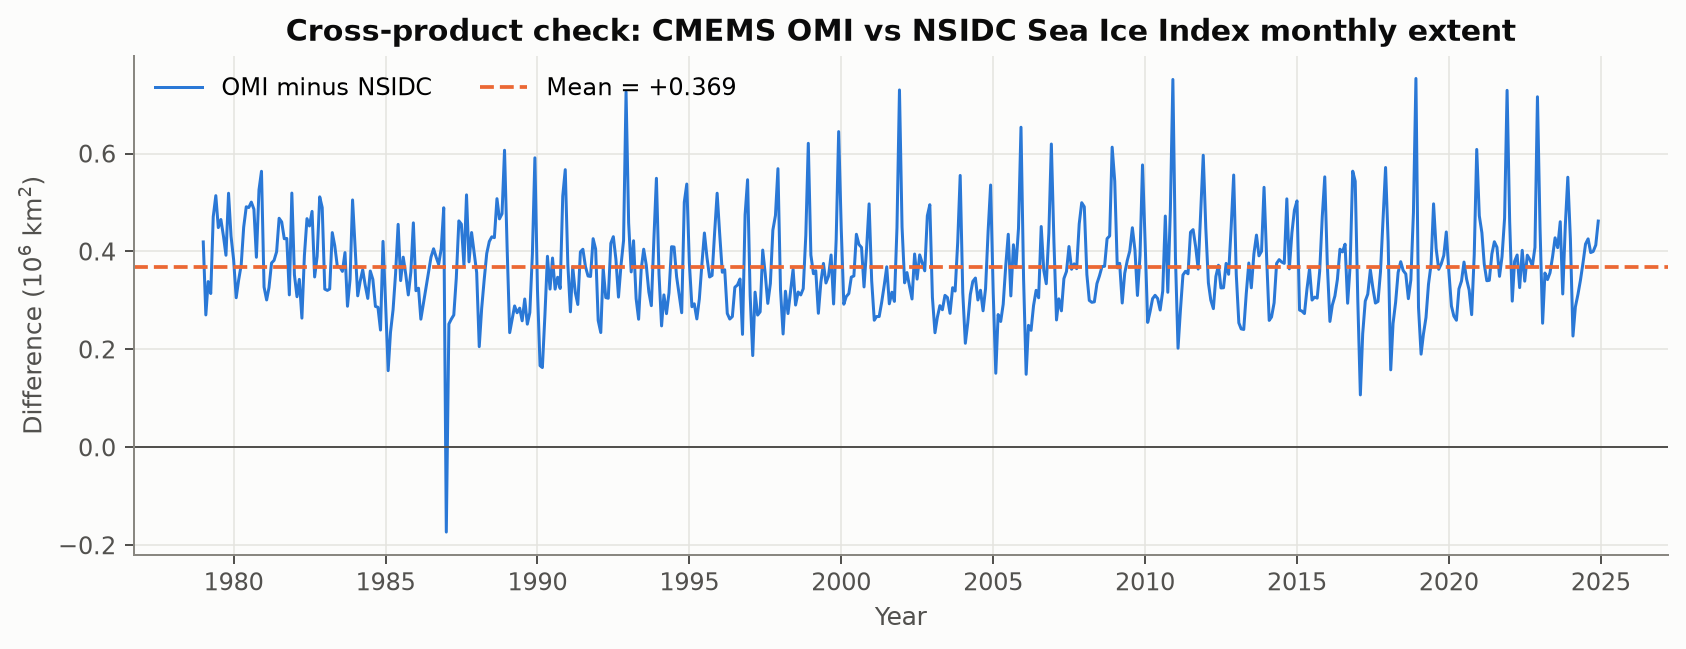 Cross-product check: CMEMS OMI vs NSIDC Sea Ice Index monthly extent
OMI minus NSIDC
Mean = +0.369
Difference (10⁶ km²)
0.6
0.4
0.2
0.0
−0.2
1980 1985 1990 1995 2000 2005 2010 2015 2020 2025
Year